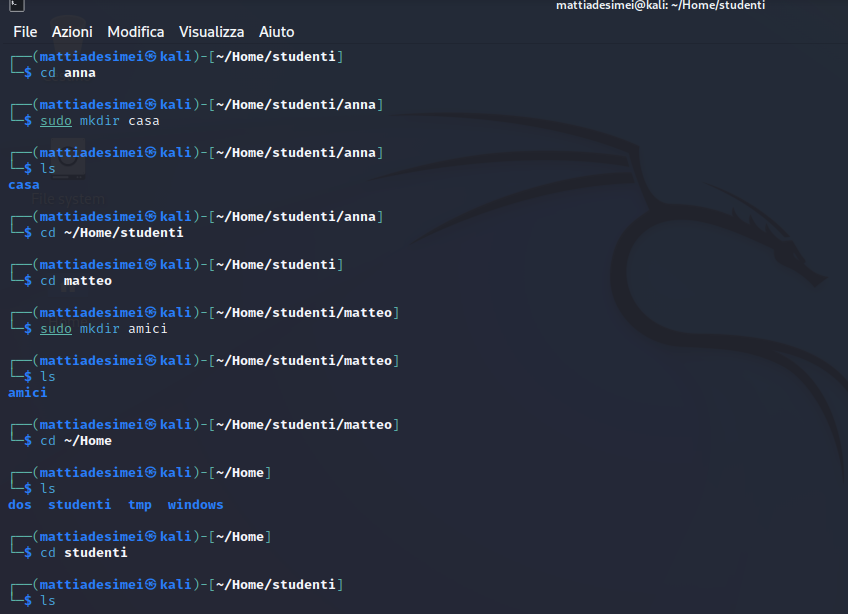 mattiadesimei@kali: ~/Home/studenti
File Azioni Modifica Visualizza Aiuto
┌──(mattiadesimei㉿kali)-[~/Home/studenti]
└─$ cd anna
┌──(mattiadesimei㉿kali)-[~/Home/studenti/anna]
└─$ sudo mkdir casa
┌──(mattiadesimei㉿kali)-[~/Home/studenti/anna]
└─$ ls
casa
File system
┌──(mattiadesimei㉿kali)-[~/Home/studenti/anna]
└─$ cd ~/Home/studenti
┌──(mattiadesimei㉿kali)-[~/Home/studenti]
└─$ cd matteo
┌──(mattiadesimei㉿kali)-[~/Home/studenti/matteo]
└─$ sudo mkdir amici
┌──(mattiadesimei㉿kali)-[~/Home/studenti/matteo]
└─$ ls
amici
┌──(mattiadesimei㉿kali)-[~/Home/studenti/matteo]
└─$ cd ~/Home
┌──(mattiadesimei㉿kali)-[~/Home]
└─$ ls
dos studenti tmp windows
┌──(mattiadesimei㉿kali)-[~/Home]
└─$ cd studenti
┌──(mattiadesimei㉿kali)-[~/Home/studenti]
└─$ ls